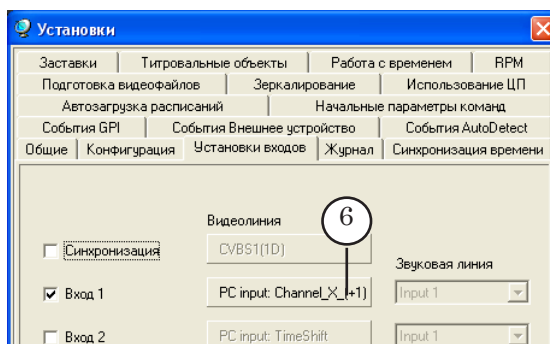 Установки
Заставки Титровальные объекты Работа с временем RPM
Подготовка видеофайлов Зеркалирование Использование ЦП
Автозагрузка расписаний Начальные параметры команд
События GPI События Внешнее устройство События AutoDetect
Общие Конфигурация Установки входов Журнал Синхронизация времени
6
Видеолиния
Синхронизация CVBS1(1D)
Звуковая линия
Вход 1 PC input: Channel_X_(+1) Input 1
Вход 2 PC input: TimeShift Input 1